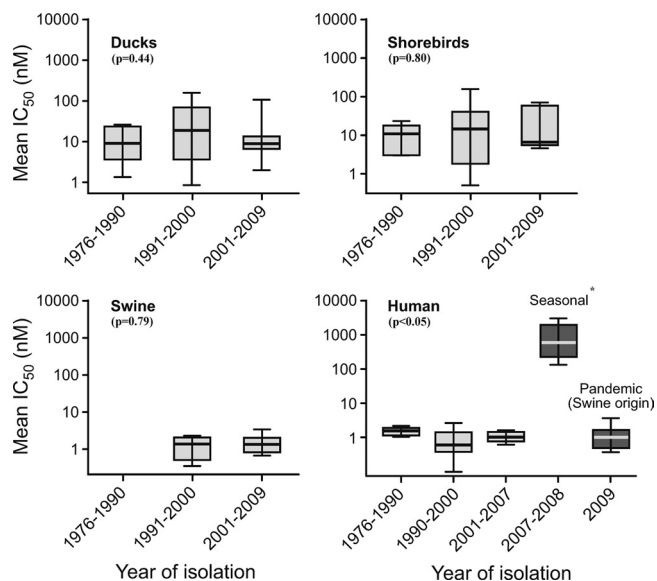 Ducks
(p=0.44)
Mean IC50 (nM)
10000
1000
100
10
1
1976-1990
1991-2000
2001-2009
Shorebirds
(p=0.80)
10000
1000
100
10
1
1976-1990
1991-2000
2001-2009
Swine
(p=0.79)
Mean IC50 (nM)
10000
1000
100
10
1
1976-1990
1991-2000
2001-2009
Year of isolation
Human
(p<0.05)
Seasonal *
Pandemic
(Swine origin)
10000
1000
100
10
1
1976-1990
1990-2000
2001-2007
2007-2008
2009
Year of isolation